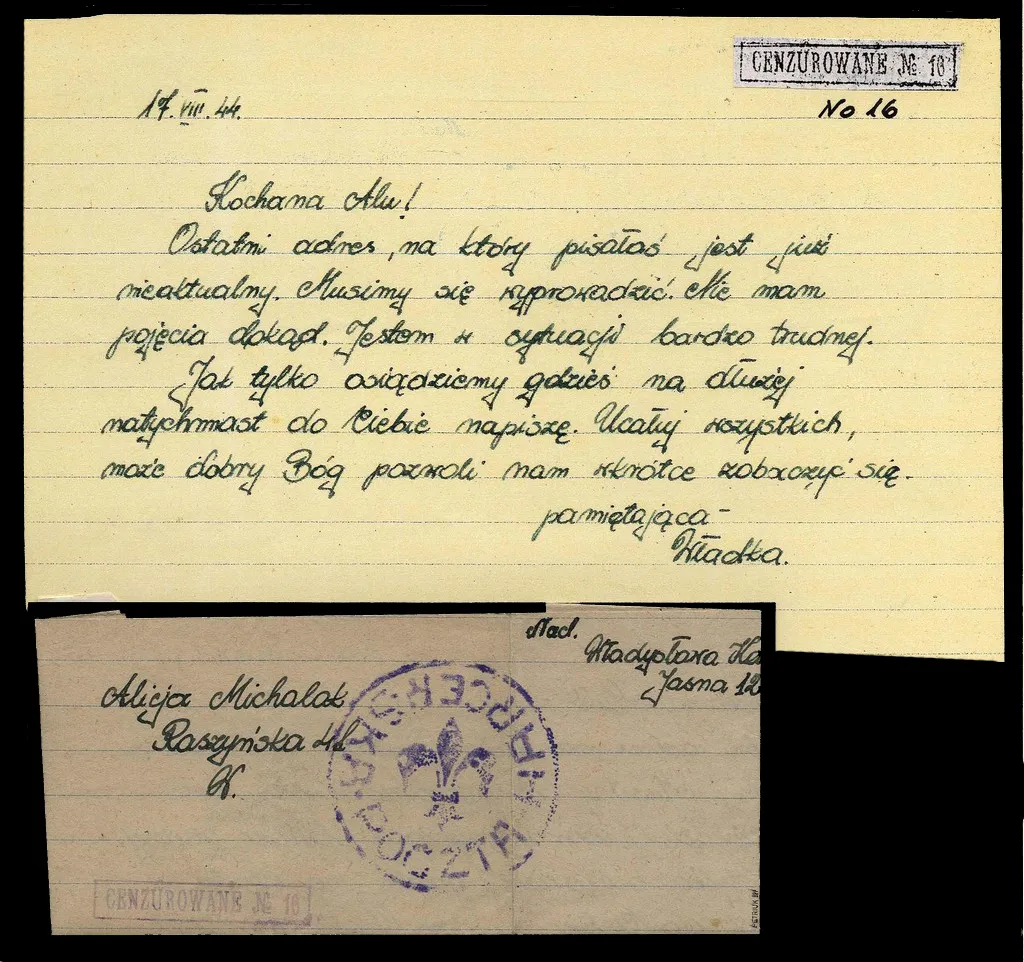 CENZUROWANE № 16
No 16
17.VIII.44.
Kochana Alu!
Ostatni adres, na który pisałaś jest już
nieaktualny. Musimy się wyprowadzić. Nie mam
pojęcia dokąd. Jestem w sytuacji bardzo trudnej.
Jak tylko osiądziemy gdzieś na dłużej
natychmiast do Ciebie napiszę. Ucałuj wszystkich,
może dobry Bóg pozwoli nam wkrótce zobaczyć się.
pamiętająca –
Władka.
Nad.
Władysława Ha
Jasna 12
Alicja Michalak
Raszyńska
W.
HARCERSKA POCZTA
CENZUROWANE № 16